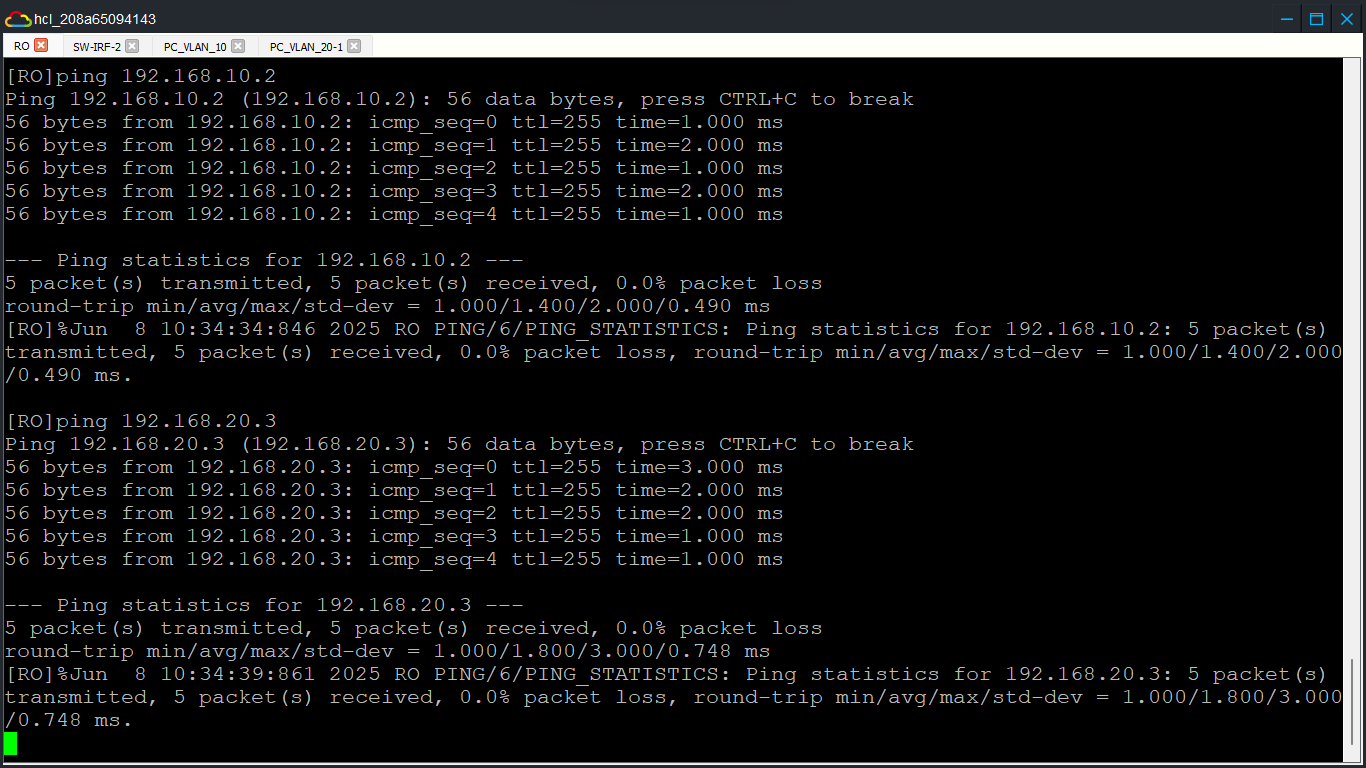 hcl_208a65094143
RO SW-IRF-2 PC_VLAN_10 PC_VLAN_20-1
[RO]ping 192.168.10.2
Ping 192.168.10.2 (192.168.10.2): 56 data bytes, press CTRL+C to break
56 bytes from 192.168.10.2: icmp_seq=0 ttl=255 time=1.000 ms
56 bytes from 192.168.10.2: icmp_seq=1 ttl=255 time=2.000 ms
56 bytes from 192.168.10.2: icmp_seq=2 ttl=255 time=1.000 ms
56 bytes from 192.168.10.2: icmp_seq=3 ttl=255 time=2.000 ms
56 bytes from 192.168.10.2: icmp_seq=4 ttl=255 time=1.000 ms

--- Ping statistics for 192.168.10.2 ---
5 packet(s) transmitted, 5 packet(s) received, 0.0% packet loss
round-trip min/avg/max/std-dev = 1.000/1.400/2.000/0.490 ms
[RO]%Jun  8 10:34:34:846 2025 RO PING/6/PING_STATISTICS: Ping statistics for 192.168.10.2: 5 packet(s)
transmitted, 5 packet(s) received, 0.0% packet loss, round-trip min/avg/max/std-dev = 1.000/1.400/2.000
/0.490 ms.

[RO]ping 192.168.20.3
Ping 192.168.20.3 (192.168.20.3): 56 data bytes, press CTRL+C to break
56 bytes from 192.168.20.3: icmp_seq=0 ttl=255 time=3.000 ms
56 bytes from 192.168.20.3: icmp_seq=1 ttl=255 time=2.000 ms
56 bytes from 192.168.20.3: icmp_seq=2 ttl=255 time=2.000 ms
56 bytes from 192.168.20.3: icmp_seq=3 ttl=255 time=1.000 ms
56 bytes from 192.168.20.3: icmp_seq=4 ttl=255 time=1.000 ms

--- Ping statistics for 192.168.20.3 ---
5 packet(s) transmitted, 5 packet(s) received, 0.0% packet loss
round-trip min/avg/max/std-dev = 1.000/1.800/3.000/0.748 ms
[RO]%Jun  8 10:34:39:861 2025 RO PING/6/PING_STATISTICS: Ping statistics for 192.168.20.3: 5 packet(s)
transmitted, 5 packet(s) received, 0.0% packet loss, round-trip min/avg/max/std-dev = 1.000/1.800/3.000
/0.748 ms.